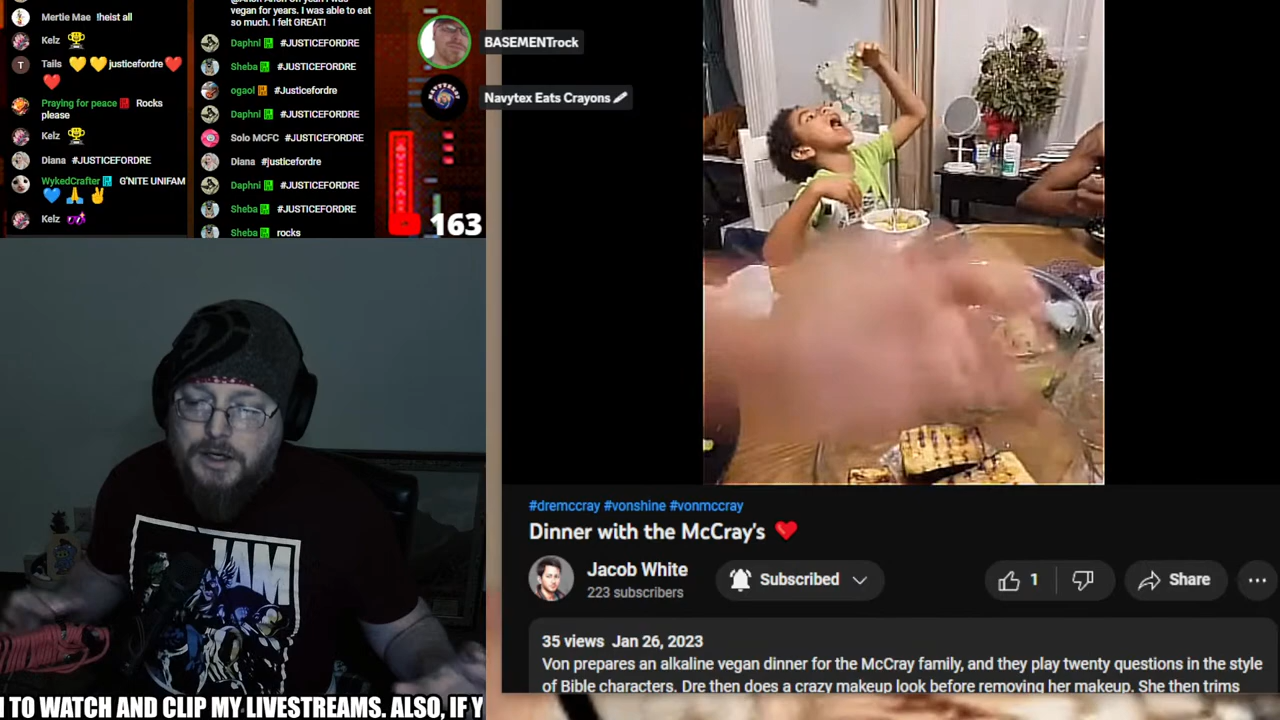 Mertie Mae !heist all
Kelz 🏆
Tails 💛 💛 justicefordre ❤️
❤️
Praying for peace Rocks
please
Kelz 🏆
Diana #JUSTICEFORDRE
WykedCrafter G'NITE UNIFAM
💙 🙏 ✌️
Kelz
vegan for years. I was able to eat
so much. I felt GREAT!
Daphni #JUSTICEFORDRE
Sheba #JUSTICEFORDRE
ogaol #Justicefordre
Daphni #JUSTICEFORDRE
Solo MCFC #JUSTICEFORDRE
Diana #justicefordre
Daphni #JUSTICEFORDRE
Sheba #JUSTICEFORDRE
Sheba rocks
163
BASEMENTrock
Navytex Eats Crayons
JAM
TO WATCH AND CLIP MY LIVESTREAMS. ALSO, IF Y
#dremccray #vonshine #vonmccray
Dinner with the McCray's ❤️
Jacob White
223 subscribers
Subscribed
1
Share
35 views Jan 26, 2023
Von prepares an alkaline vegan dinner for the McCray family, and they play twenty questions in the style
of Bible characters. Dre then does a crazy makeup look before removing her makeup. She then trims